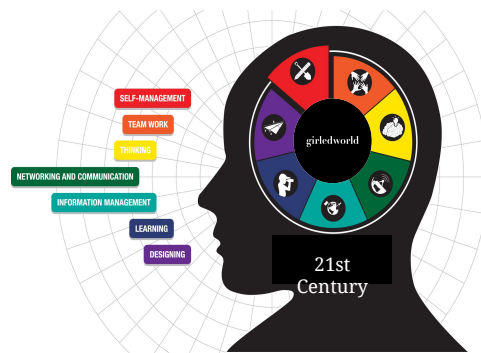 SELF-MANAGEMENT
TEAM WORK
THINKING
NETWORKING AND COMMUNICATION
INFORMATION MANAGEMENT
LEARNING
DESIGNING
girledworld
21st
Century